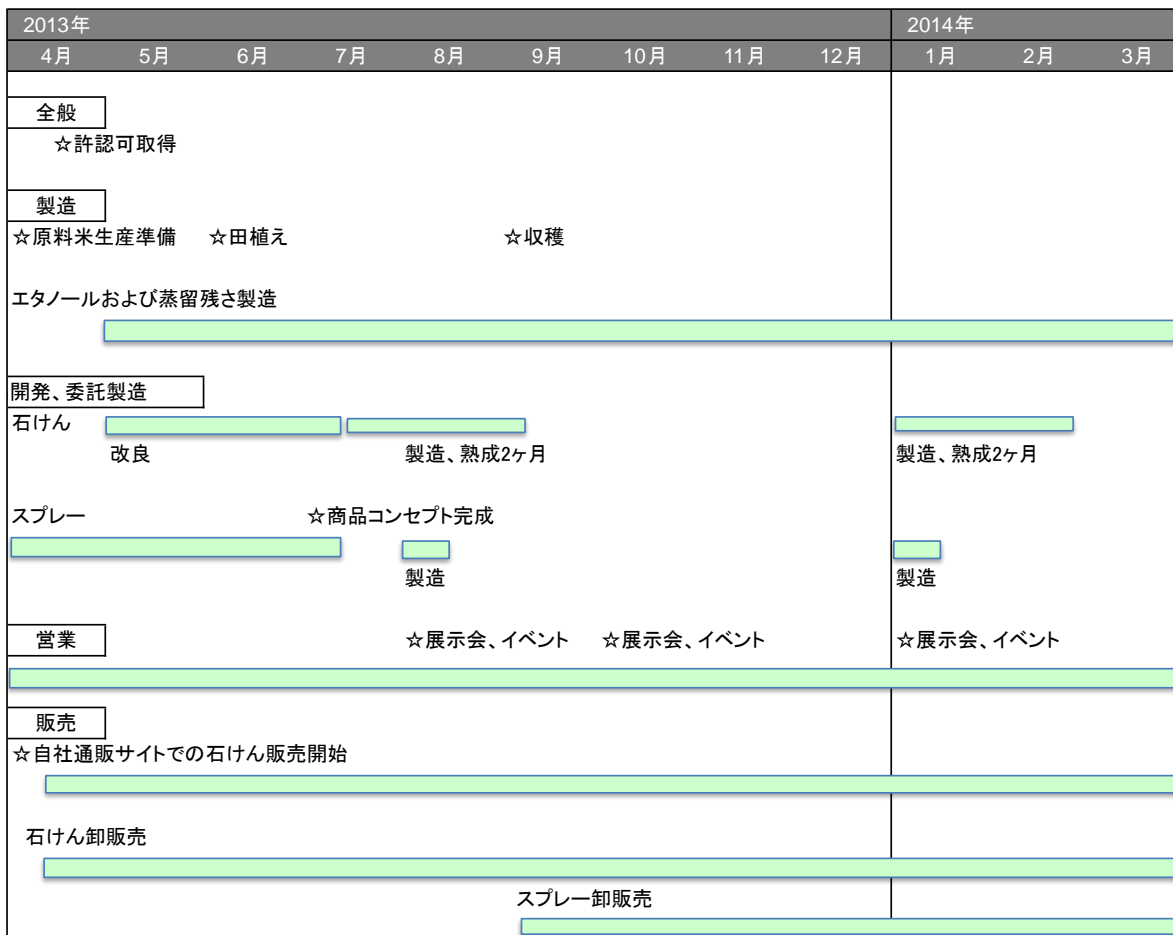 2013年 2014年
4月 5月 6月 7月 8月 9月 10月 11月 12月 1月 2月 3月
全般
☆許認可取得
製造
☆原料米生産準備 ☆田植え ☆収穫
エタノールおよび蒸留残さ製造
開発、委託製造
石けん
改良 製造、熟成2ヶ月 製造、熟成2ヶ月
スプレー ☆商品コンセプト完成
製造 製造
営業 ☆展示会、イベント ☆展示会、イベント ☆展示会、イベント
販売
☆自社通販サイトでの石けん販売開始
石けん卸販売
スプレー卸販売